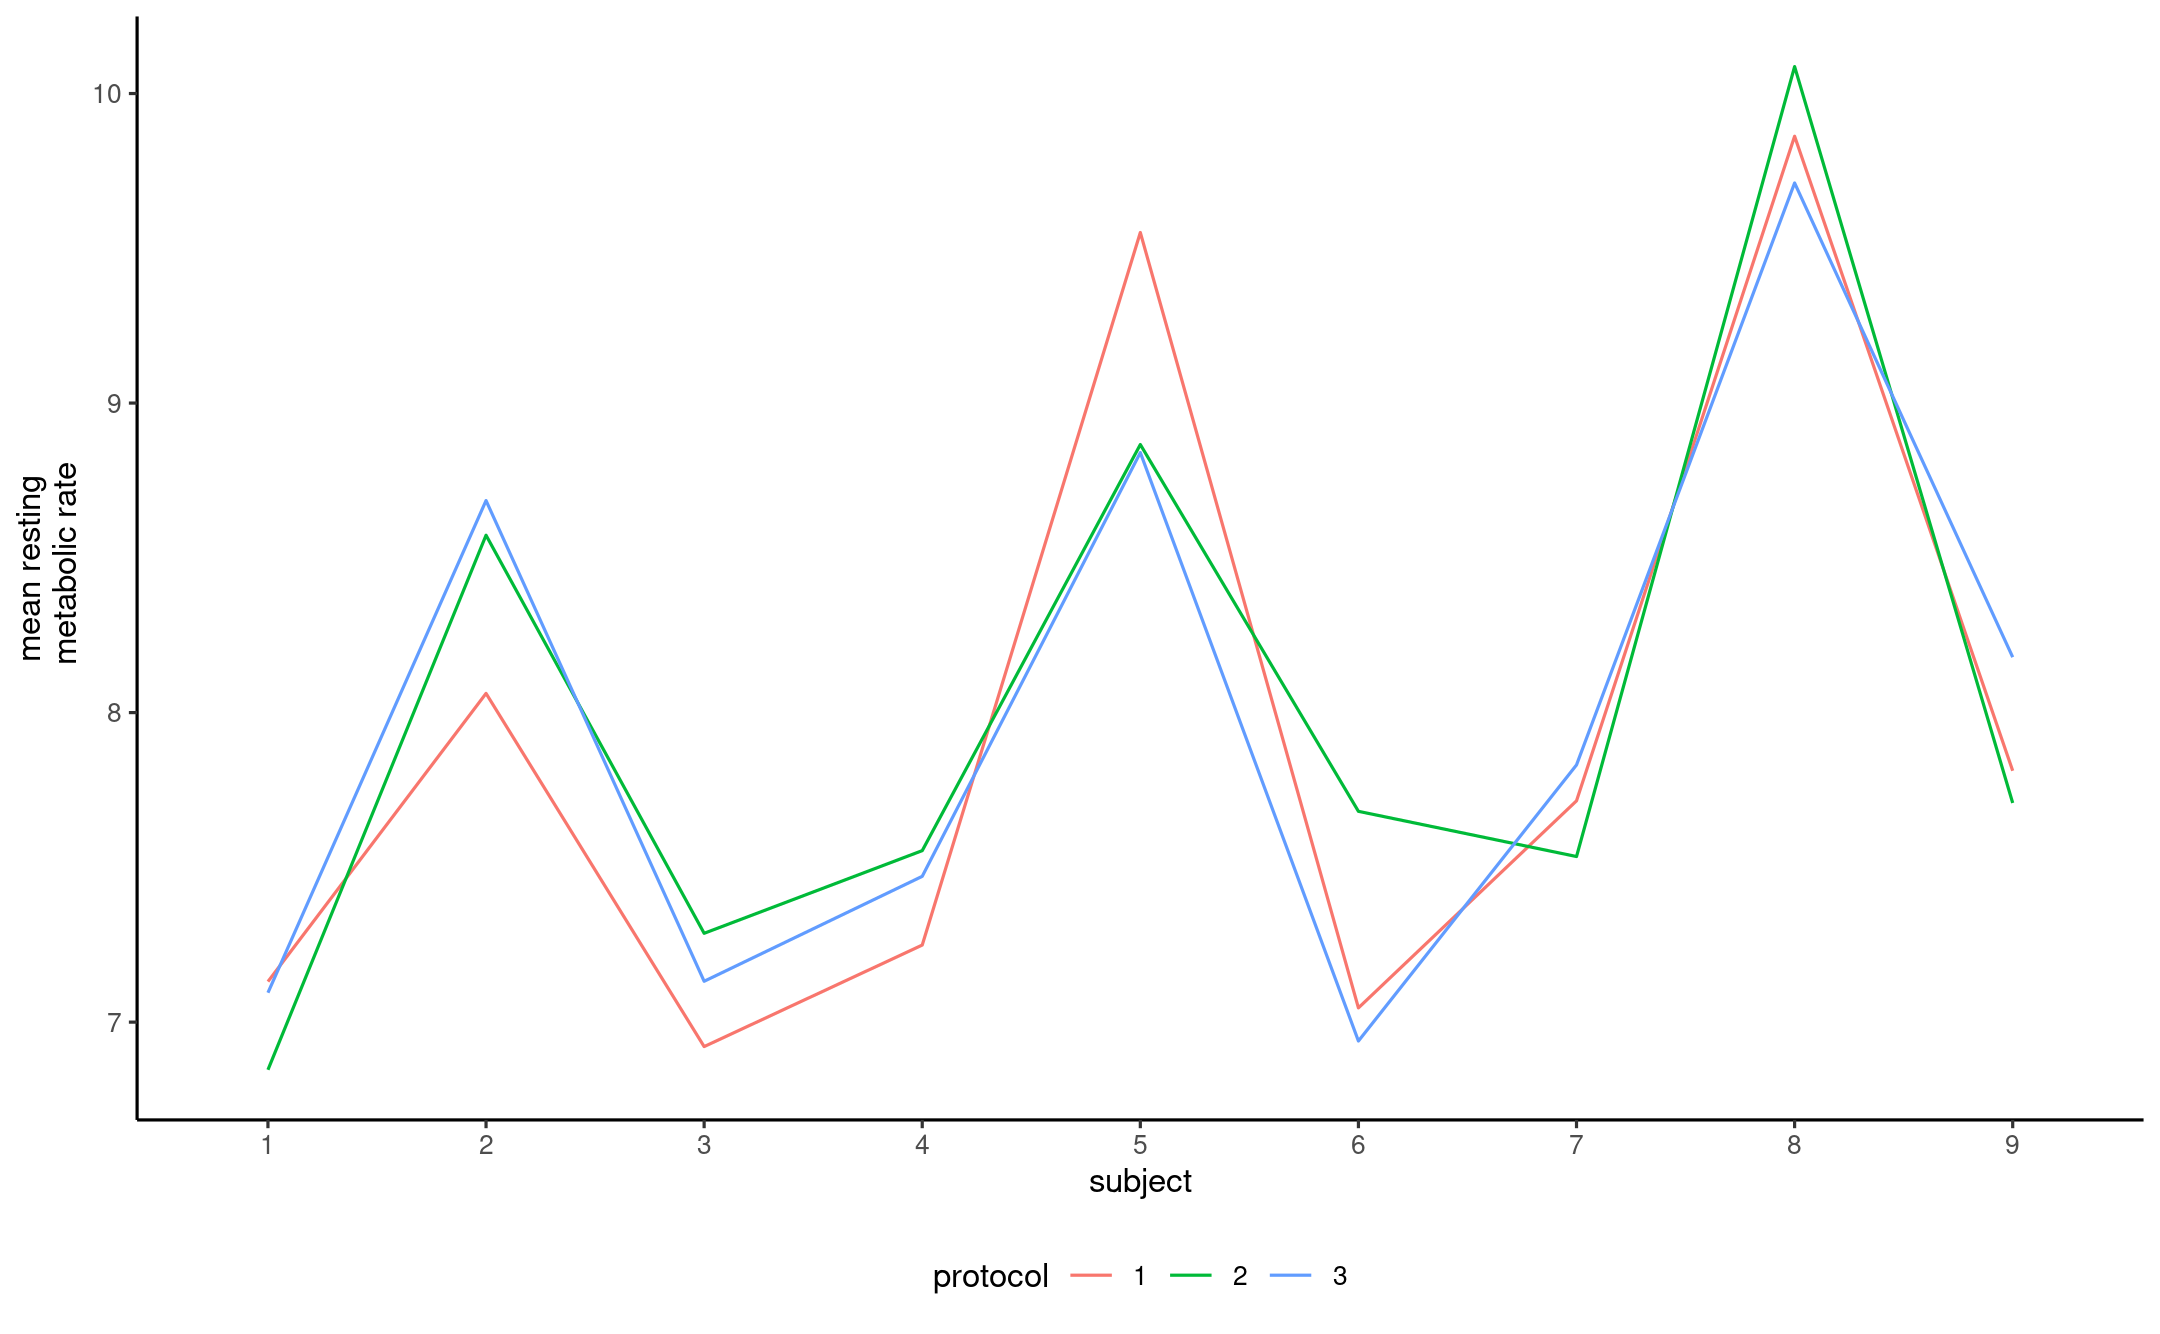 mean resting
metabolic rate
10
9
8
7
1 2 3 4 5 6 7 8 9
subject
protocol 1 2 3